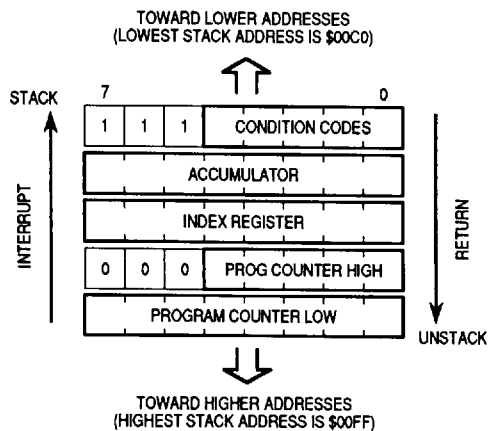 TOWARD LOWER ADDRESSES
(LOWEST STACK ADDRESS IS $00C0)
STACK
7 0
1 1 1 CONDITION CODES
ACCUMULATOR
INDEX REGISTER
0 0 0 PROG COUNTER HIGH
PROGRAM COUNTER LOW
INTERRUPT
RETURN
UNSTACK
TOWARD HIGHER ADDRESSES
(HIGHEST STACK ADDRESS IS $00FF)